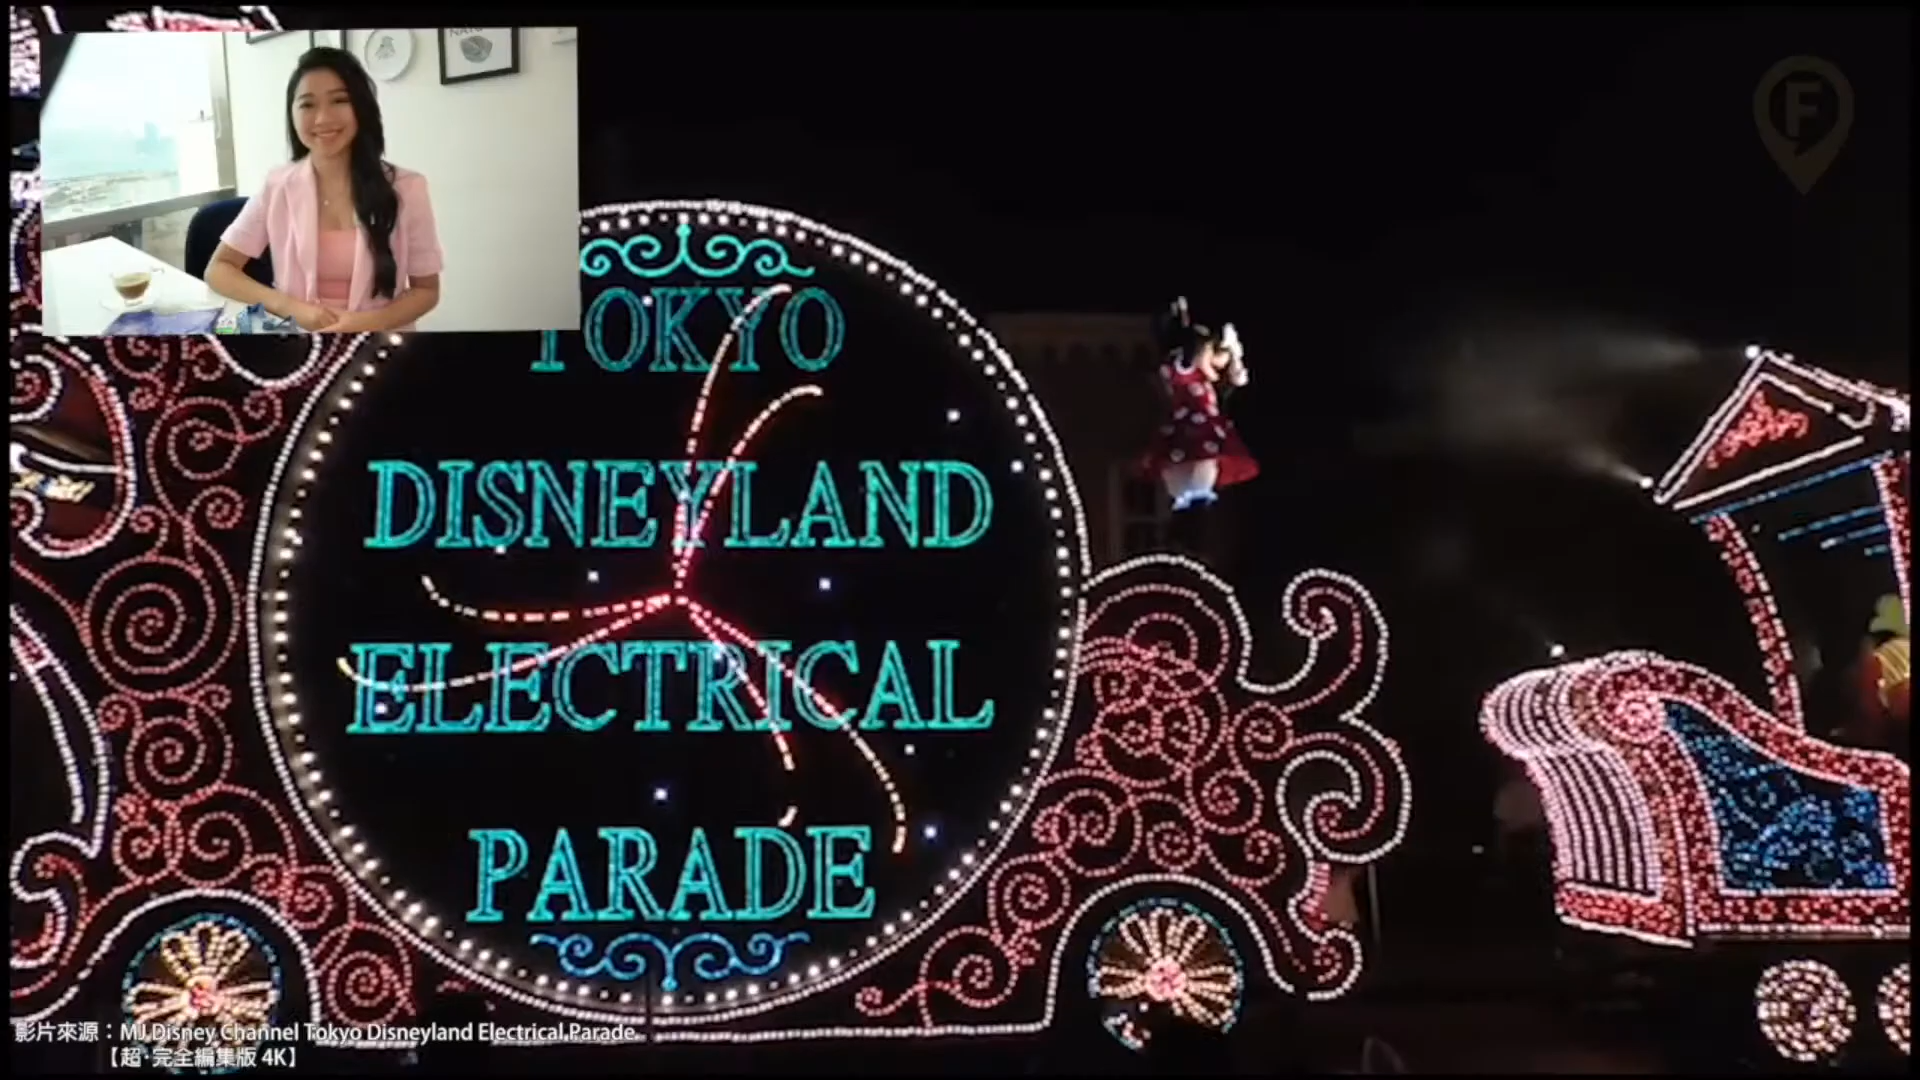 NATU
F
TOKYO
DISNEYLAND
ELECTRICAL
PARADE
影片來源：MJ Disney Channel Tokyo Disneyland Electrical Parade
【超･完全編集版 4K】